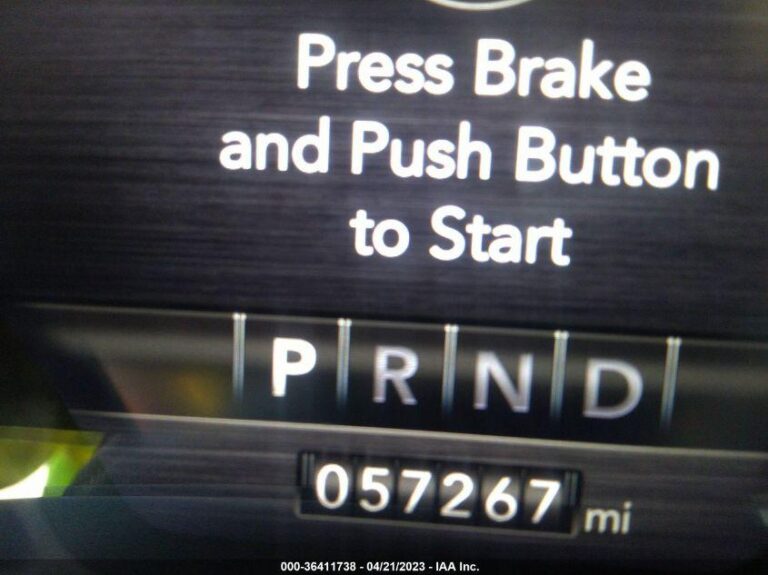 Press Brake
and Push Button
to Start
P R N D
057267 mi
000-36411738 - 04/21/2023 - IAA Inc.